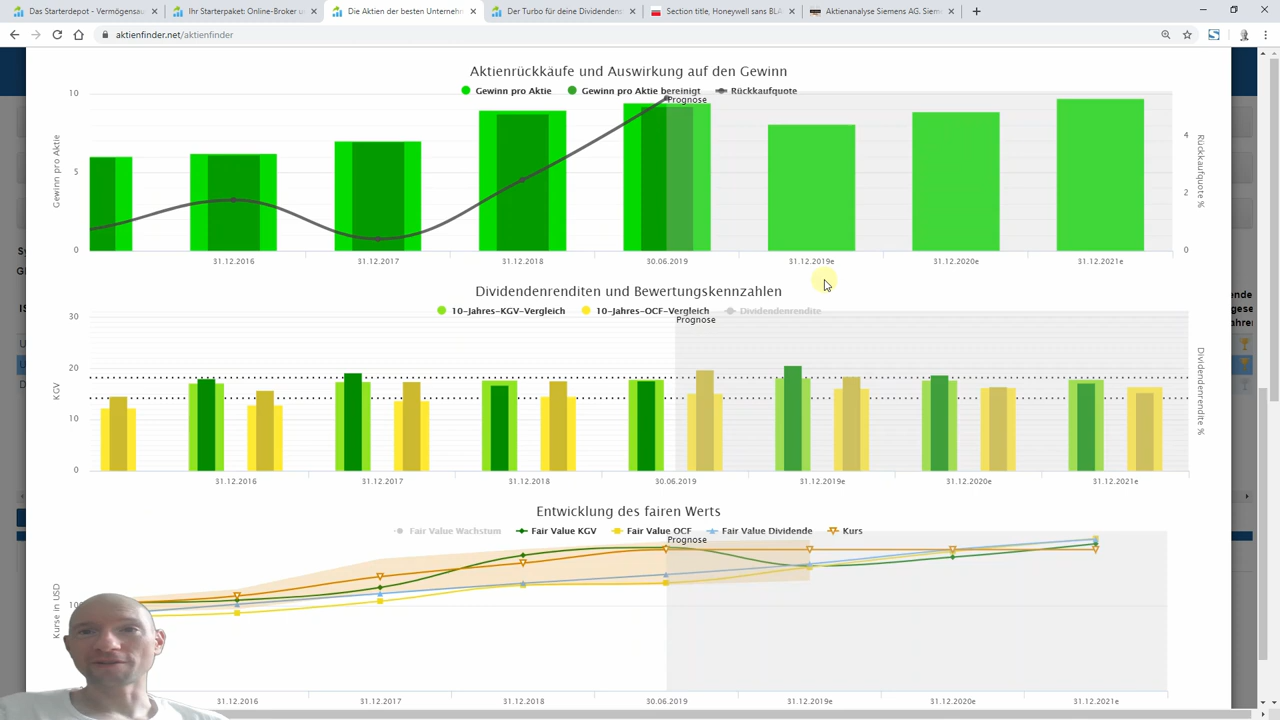 Das Starterdepot - Vermögensau
Ihr Starterpaket: Online-Broker u
Die Aktien der besten Unternehm
Der Turbo für deine Dividenden
Section title, Honeywell sans BLA
Aktienanalyse Siemens AG. Siem
aktienfinder.net/aktienfinder
Aktienrückkäufe und Auswirkung auf den Gewinn
Gewinn pro Aktie Gewinn pro Aktie bereinigt Rückkaufquote
Prognose
10
5
0
Gewinn pro Aktie
4
2
0
Rückkaufquote %
31.12.2016 31.12.2017 31.12.2018 30.06.2019 31.12.2019e 31.12.2020e 31.12.2021e
Dividendenrenditen und Bewertungskennzahlen
10-Jahres-KGV-Vergleich 10-Jahres-OCF-Vergleich Dividendenrendite
Prognose
30
20
10
0
KGV
Dividendenrendite %
31.12.2016 31.12.2017 31.12.2018 30.06.2019 31.12.2019e 31.12.2020e 31.12.2021e
Entwicklung des fairen Werts
Fair Value Wachstum Fair Value KGV Fair Value OCF Fair Value Dividende Kurs
Prognose
Kurse in USD
31.12.2016 31.12.2017 31.12.2018 30.06.2019 31.12.2019e 31.12.2020e 31.12.2021e